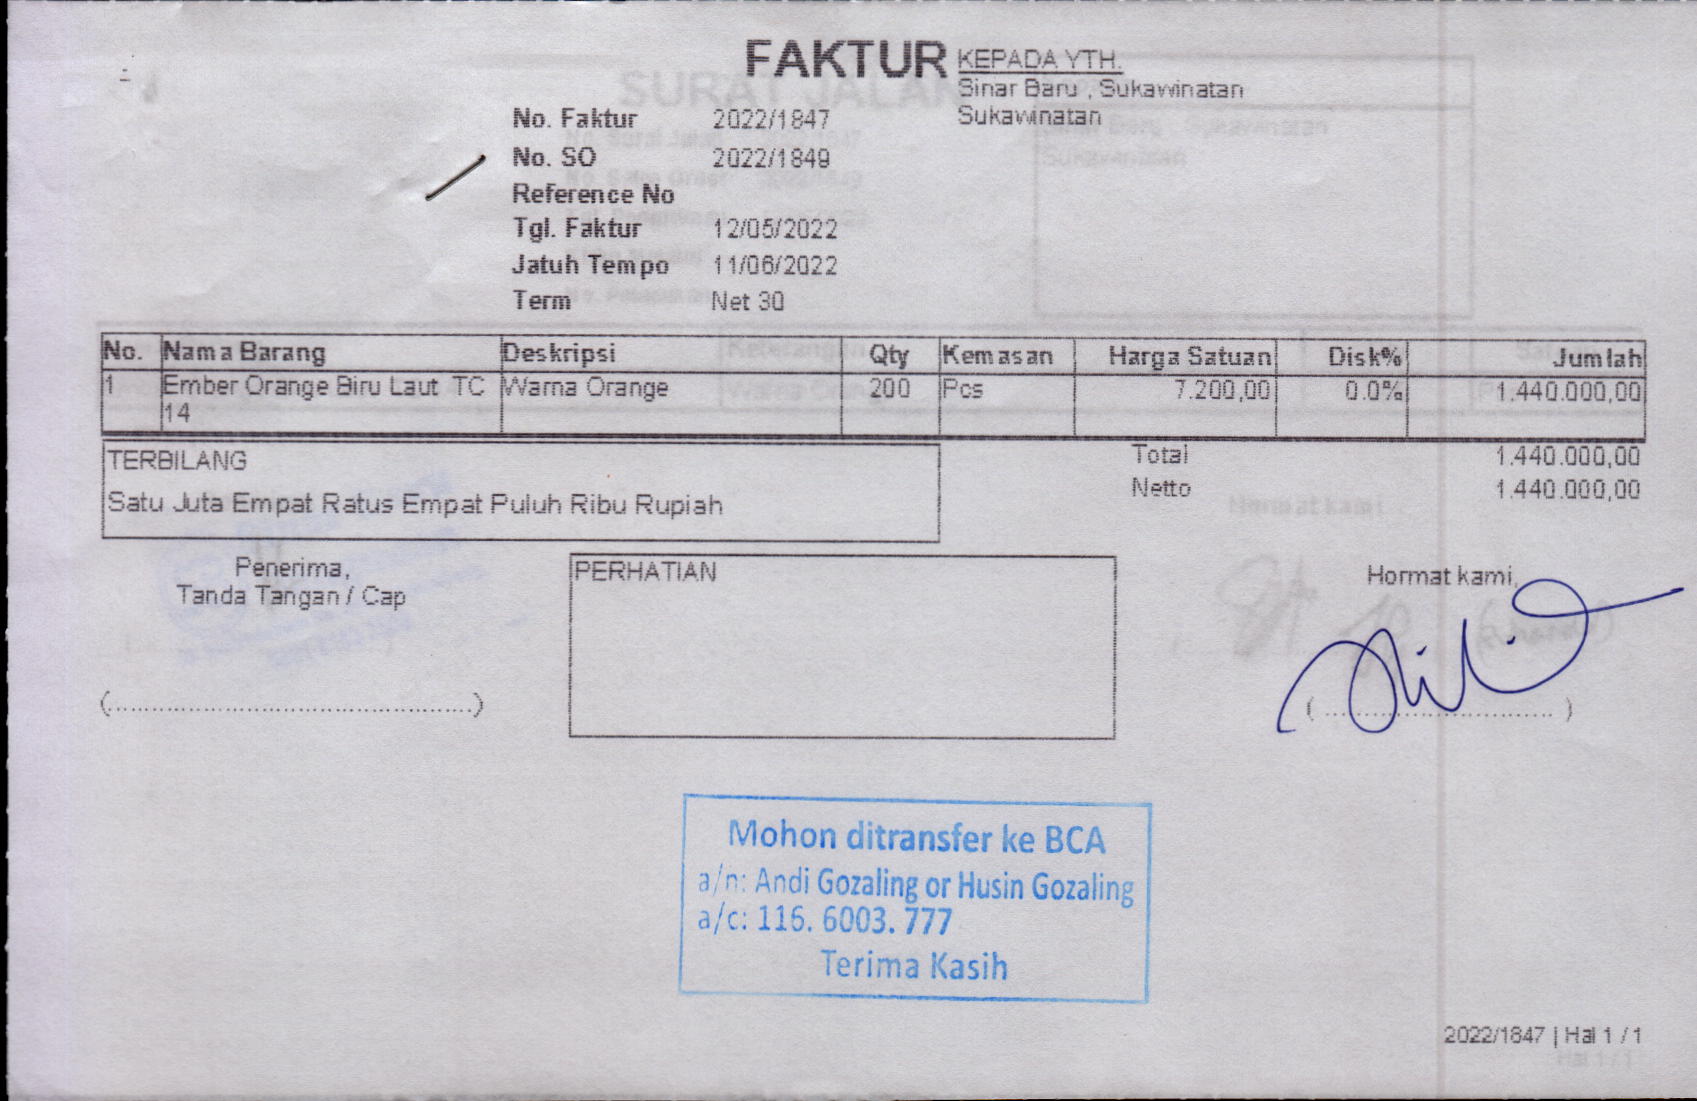 FAKTUR
KEPADA YTH.
Sinar Baru , Sukawinatan
Sukawinatan
No. Faktur 2022/1847
No. SO 2022/1849
Reference No
Tgl. Faktur 12/05/2022
Jatuh Tempo 11/06/2022
Term Net 30
No. Nama Barang Deskripsi Qty Kemasan Harga Satuan Disk% Jumlah
1 Ember Orange Biru Laut TC Warna Orange 200 Pcs 7.200,00 0.0% 1.440.000,00
14
TERBILANG
Satu Juta Empat Ratus Empat Puluh Ribu Rupiah
Total 1.440.000,00
Netto 1.440.000,00
Penerima,
Tanda Tangan / Cap
(................................................)
PERHATIAN
Hormat kami,
( ............................. )
Mohon ditransfer ke BCA
a/n: Andi Gozaling or Husin Gozaling
a/c: 116. 6003. 777
Terima Kasih
2022/1847 | Hal 1 / 1